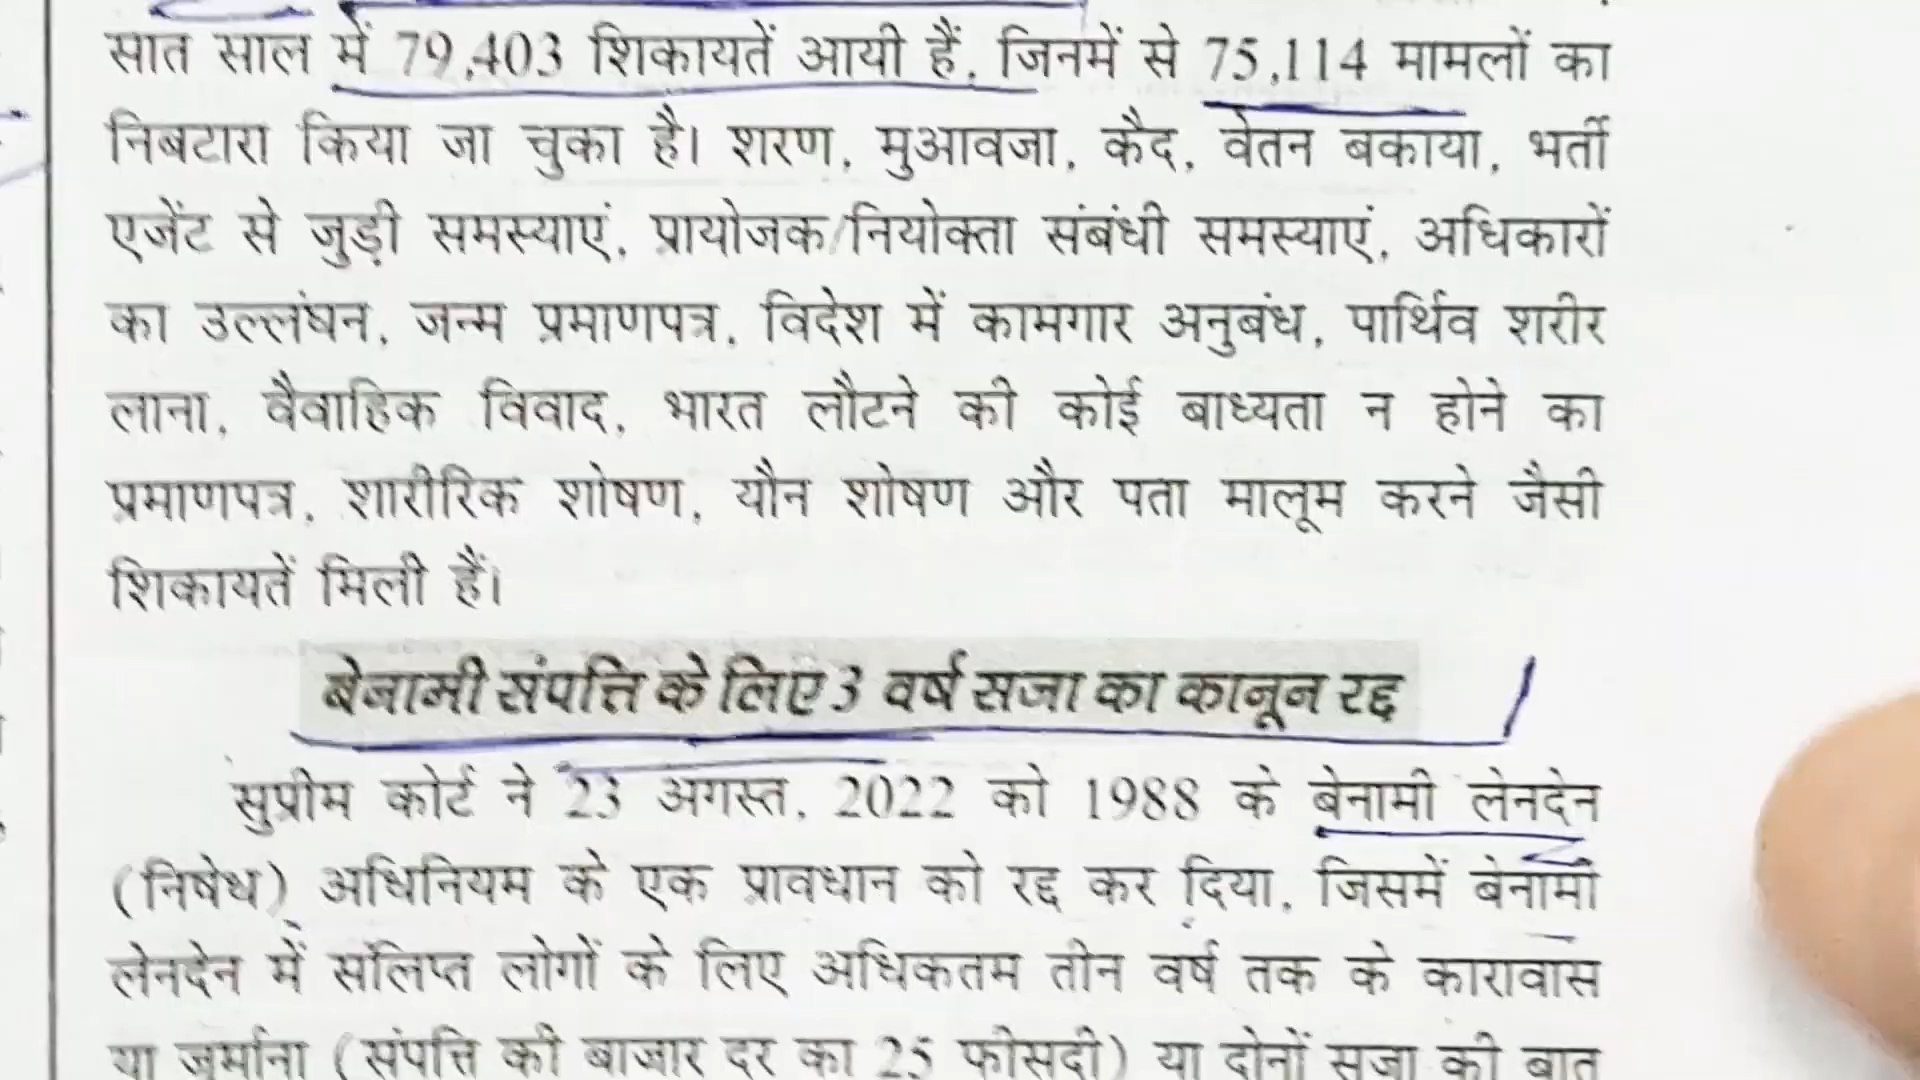 सात साल में 79,403 शिकायतें आयी हैं, जिनमें से 75,114 मामलों का
निबटारा किया जा चुका है। शरण, मुआवजा, कैद, वेतन बकाया, भर्ती
एजेंट से जुड़ी समस्याएं, प्रायोजक/नियोक्ता संबंधी समस्याएं, अधिकारों
का उल्लंघन, जन्म प्रमाणपत्र, विदेश में कामगार अनुबंध, पार्थिव शरीर
लाना, वैवाहिक विवाद, भारत लौटने की कोई बाध्यता न होने का
प्रमाणपत्र, शारीरिक शोषण, यौन शोषण और पता मालूम करने जैसी
शिकायतें मिली हैं।
बेनामी संपत्ति के लिए 3 वर्ष सजा का कानून रद्द
सुप्रीम कोर्ट ने 23 अगस्त, 2022 को 1988 के बेनामी लेनदेन
(निषेध) अधिनियम के एक प्रावधान को रद्द कर दिया, जिसमें बेनामी
लेनदेन में संलिप्त लोगों के लिए अधिकतम तीन वर्ष तक के कारावास
या जुर्माना (संपत्ति की बाजार दर का 25 फीसदी) या दोनों सजा की बात